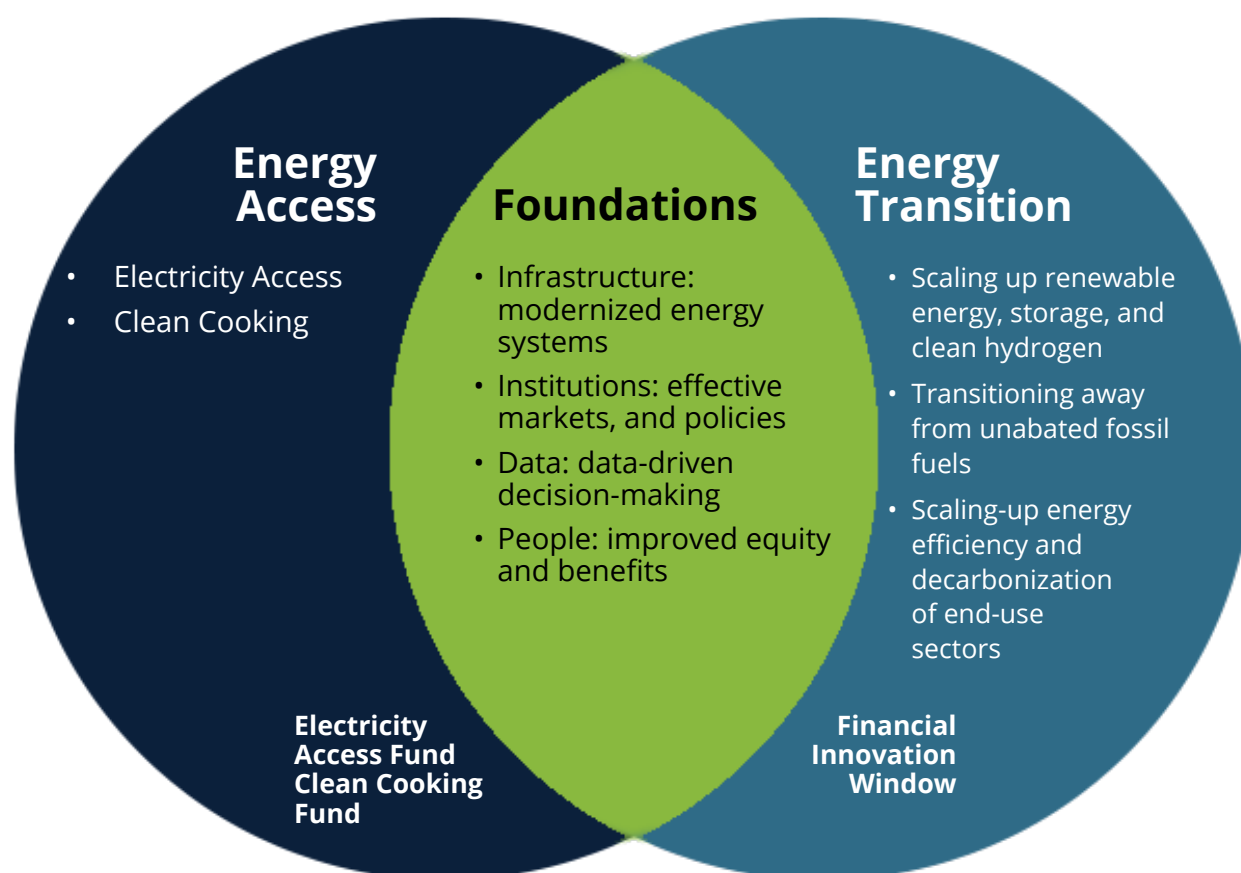 Energy
Access
• Electricity Access
• Clean Cooking
Electricity
Access Fund
Clean Cooking
Fund
Foundations
• Infrastructure:
modernized energy
systems
• Institutions: effective
markets, and policies
• Data: data-driven
decision-making
• People: improved equity
and benefits
Energy
Transition
• Scaling up renewable
energy, storage, and
clean hydrogen
• Transitioning away
from unabated fossil
fuels
• Scaling-up energy
efficiency and
decarbonization
of end-use
sectors
Financial
Innovation
Window